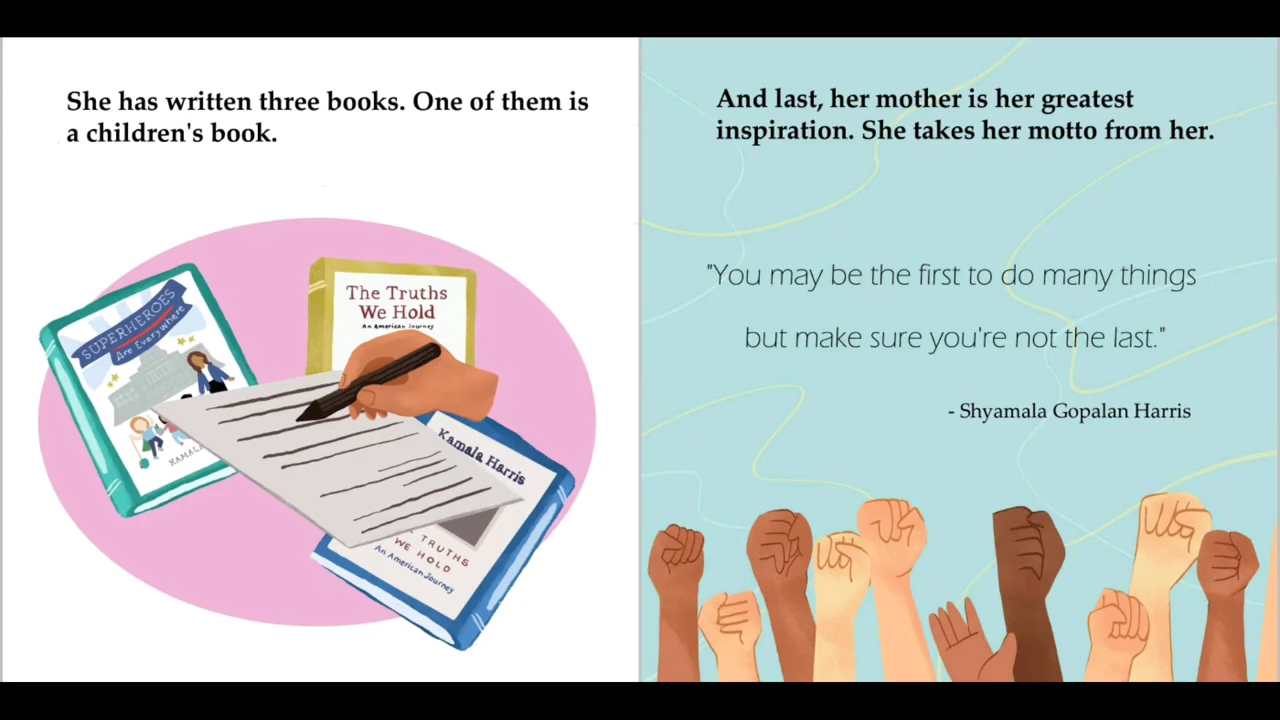 She has written three books. One of them is
a children's book.
SUPERHEROES
Are Everywhere
KAMALA
The Truths
We Hold
An American Journey
Kamala Harris
TRUTHS
WE HOLD
An American Journey
And last, her mother is her greatest
inspiration. She takes her motto from her.
"You may be the first to do many things
but make sure you're not the last."
- Shyamala Gopalan Harris